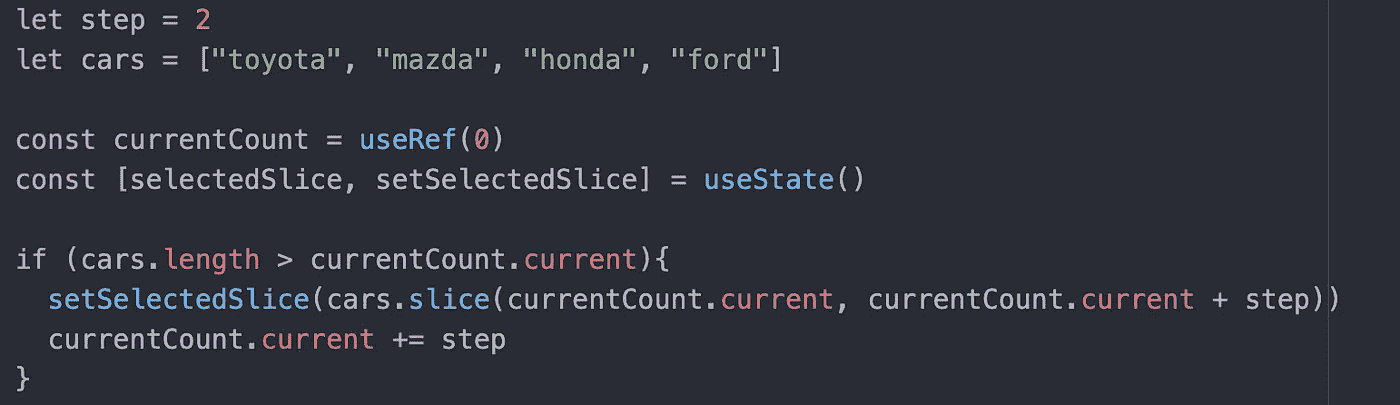 let step = 2
let cars = ["toyota", "mazda", "honda", "ford"]
const currentCount = useRef(0)
const [selectedSlice, setSelectedSlice] = useState()
if (cars.length > currentCount.current){
setSelectedSlice(cars.slice(currentCount.current, currentCount.current + step))
currentCount.current += step
}